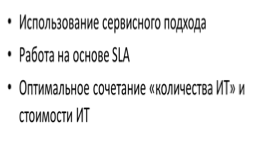 • Использование сервисного подхода
• Работа на основе SLA
• Оптимальное сочетание «количества ИТ» и
стоимости ИТ